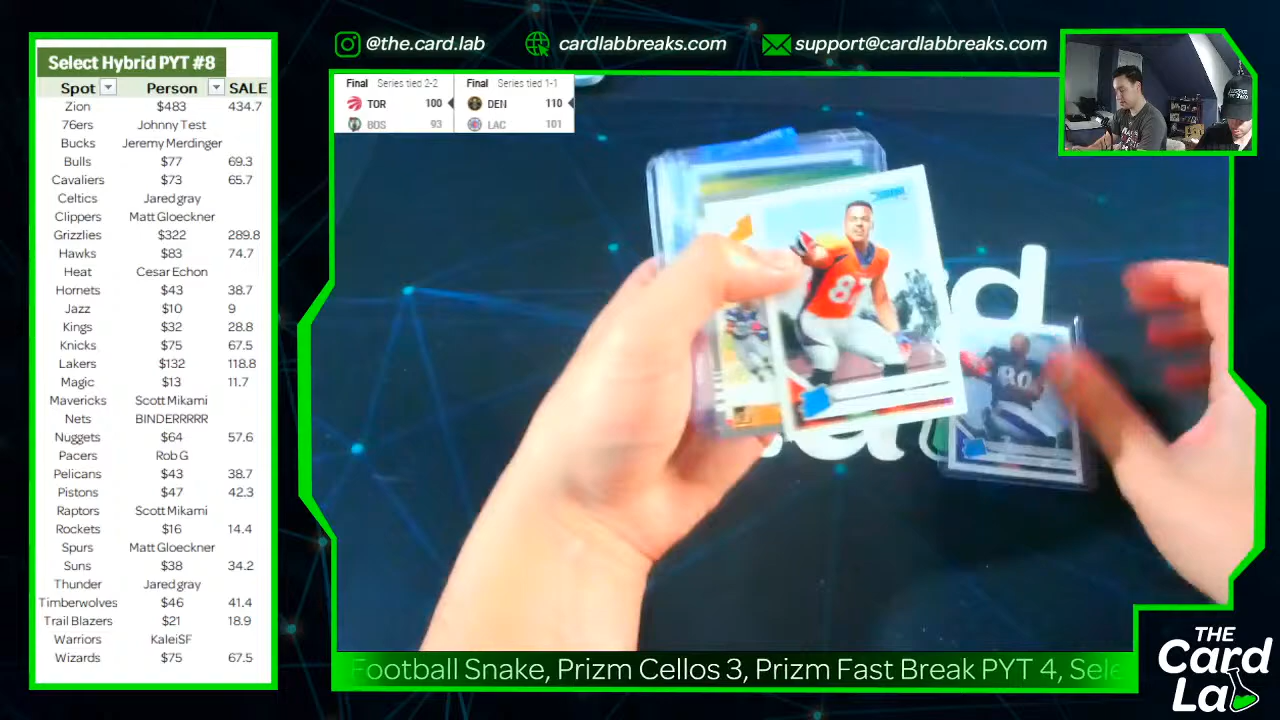 Select Hybrid PYT #8
Spot Person SALE
Zion $483 434.7
76ers Johnny Test
Bucks Jeremy Merdinger
Bulls $77 69.3
Cavaliers $73 65.7
Celtics Jared gray
Clippers Matt Gloeckner
Grizzlies $322 289.8
Hawks $83 74.7
Heat Cesar Echon
Hornets $43 38.7
Jazz $10 9
Kings $32 28.8
Knicks $75 67.5
Lakers $132 118.8
Magic $13 11.7
Mavericks Scott Mikami
Nets BINDERRRRR
Nuggets $64 57.6
Pacers Rob G
Pelicans $43 38.7
Pistons $47 42.3
Raptors Scott Mikami
Rockets $16 14.4
Spurs Matt Gloeckner
Suns $38 34.2
Thunder Jared gray
Timberwolves $46 41.4
Trail Blazers $21 18.9
Warriors KaleiSF
Wizards $75 67.5
@the.card.lab cardlabbreaks.com support@cardlabbreaks.com
Final Series tied 2-2
TOR 100
BOS 93
Final Series tied 1-1
DEN 110
LAC 101
87
80
Football Snake, Prizm Cellos 3, Prizm Fast Break PYT 4, Sele
THE
Card
La